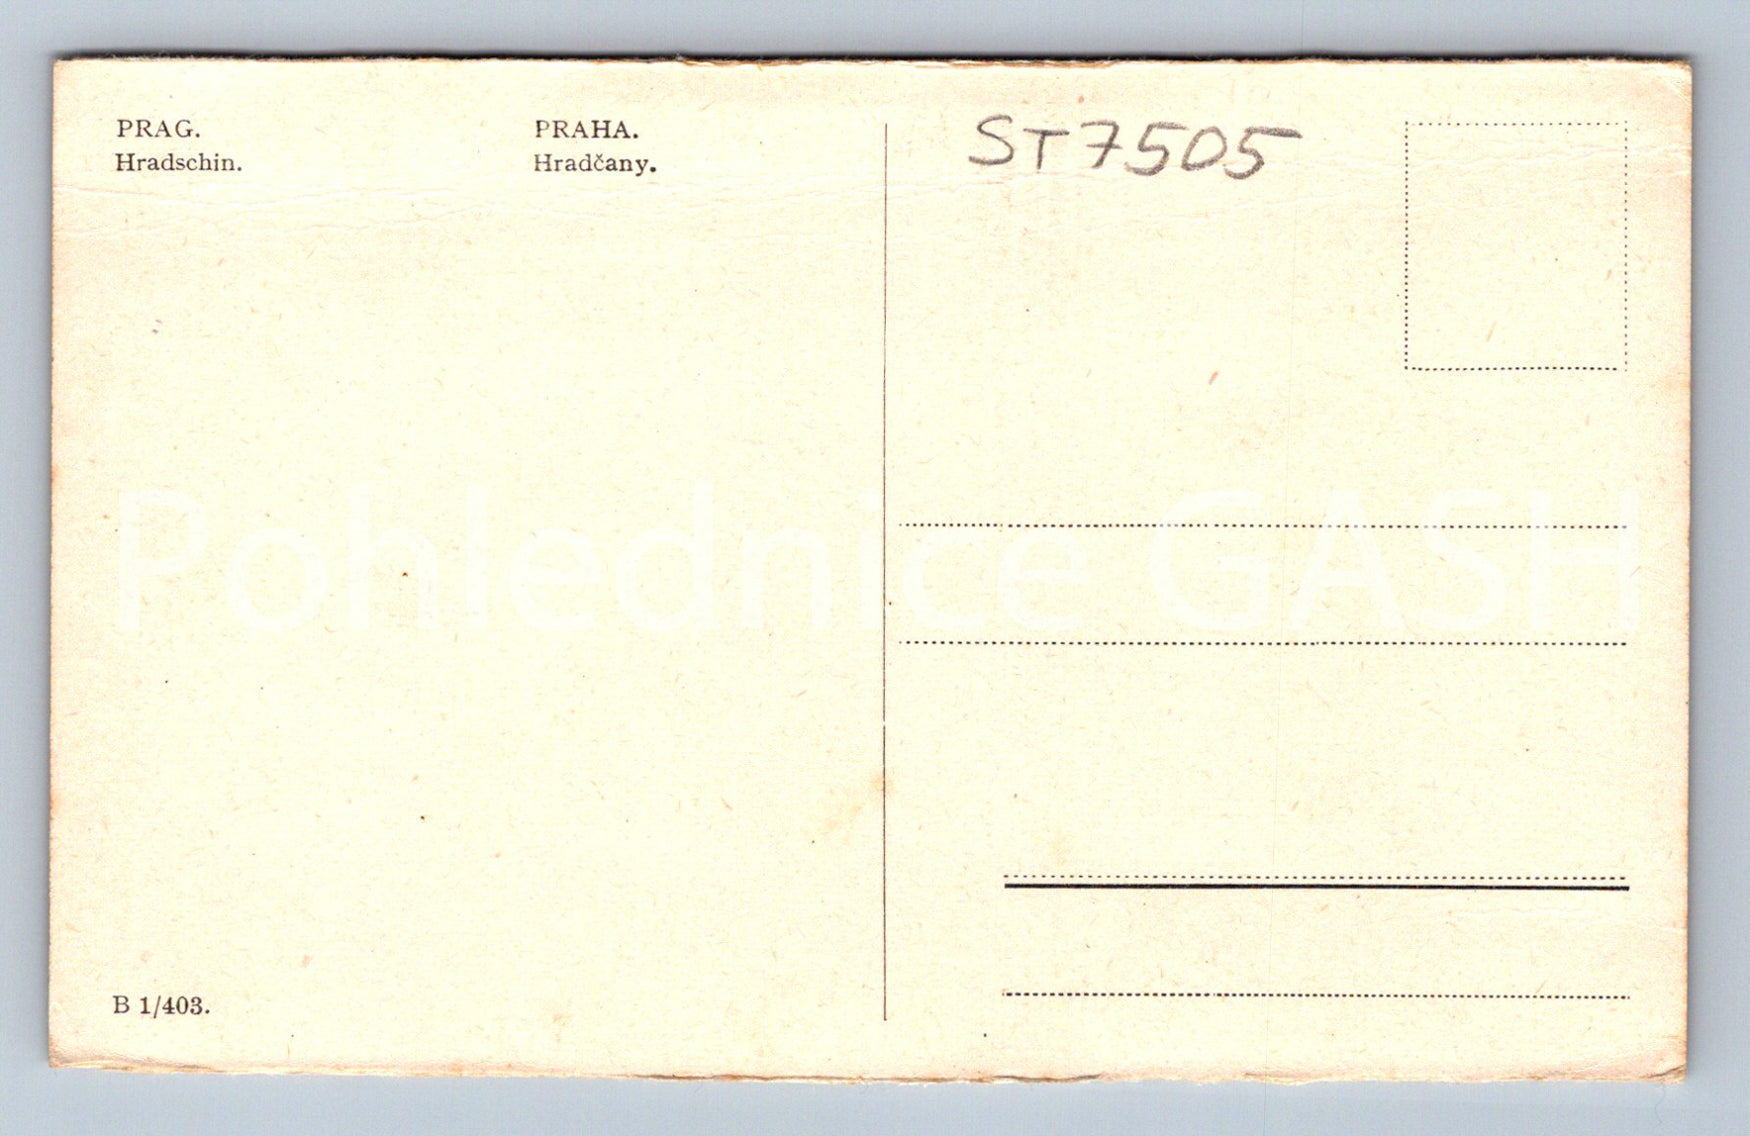 PRAG.
Hradschin.
PRAHA.
Hradčany.
ST7505
Pohlednice GASH
B 1/403.